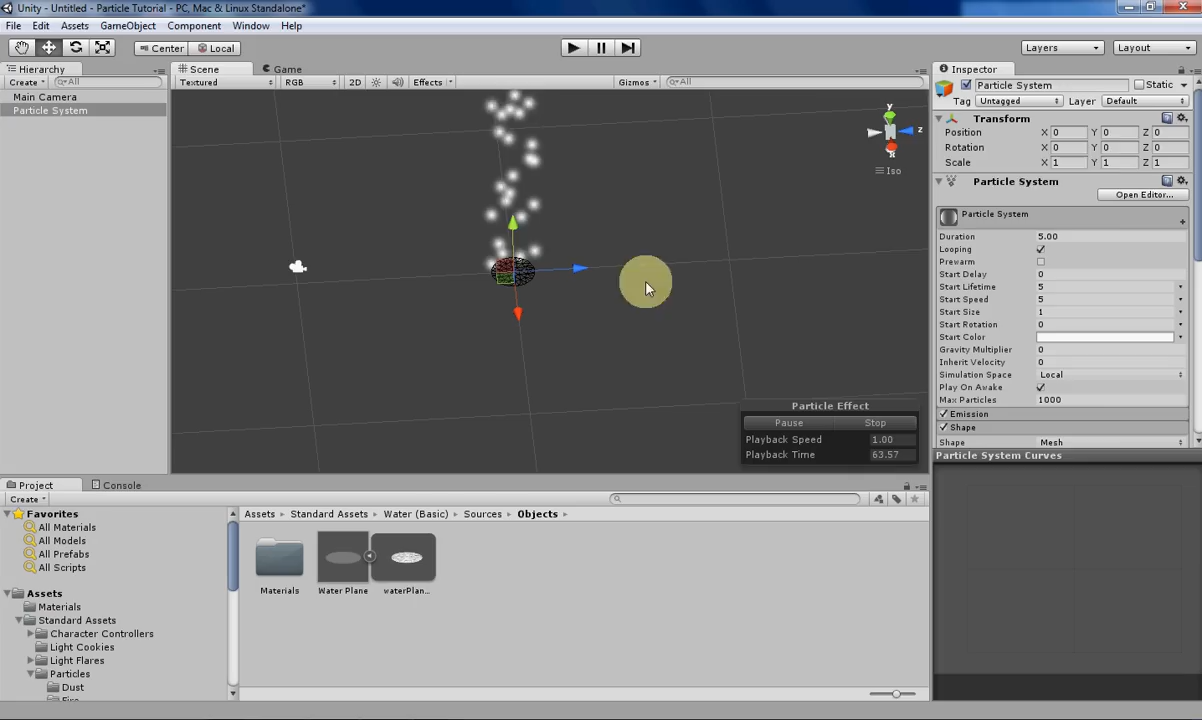 Unity - Untitled - Particle Tutorial - PC, Mac & Linux Standalone*
File Edit Assets GameObject Component Window Help
Center Local Layers Layout
Hierarchy
Create All
Main Camera
Particle System
Scene Game
Textured RGB 2D Effects Gizmos All
y
z
x
Iso
Particle Effect
Pause Stop
Playback Speed 1.00
Playback Time 63.57
Inspector
Particle System Static
Tag Untagged Layer Default
Transform
Position X 0 Y 0 Z 0
Rotation X 0 Y 0 Z 0
Scale X 1 Y 1 Z 1
Particle System
Open Editor...
Particle System
Duration 5.00
Looping
Prewarm
Start Delay 0
Start Lifetime 5
Start Speed 5
Start Size 1
Start Rotation 0
Start Color
Gravity Multiplier 0
Inherit Velocity 0
Simulation Space Local
Play On Awake
Max Particles 1000
Emission
Shape
Shape Mesh
Particle System Curves
Project Console
Create
Favorites
All Materials
All Models
All Prefabs
All Scripts
Assets
Materials
Standard Assets
Character Controllers
Light Cookies
Light Flares
Particles
Dust
Fire
Assets Standard Assets Water (Basic) Sources Objects
Materials Water Plane waterPlan...